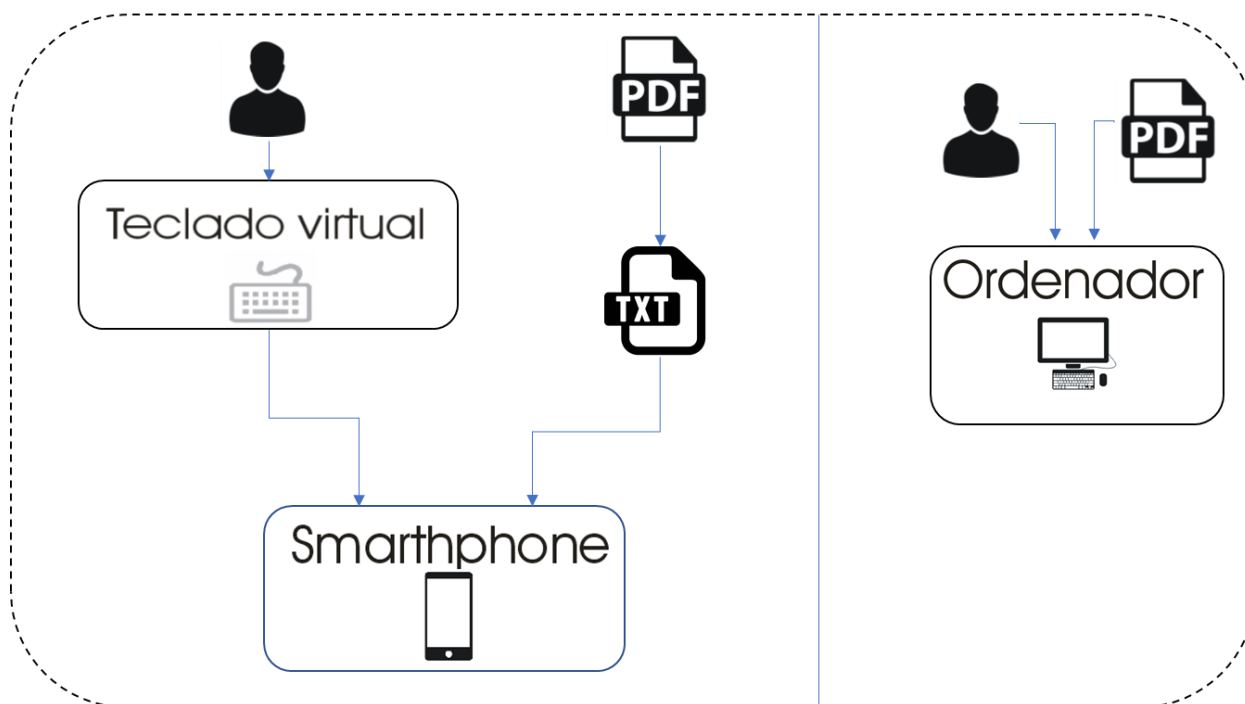 PDF
PDF
Teclado virtual
TXT
Ordenador
Smarthphone